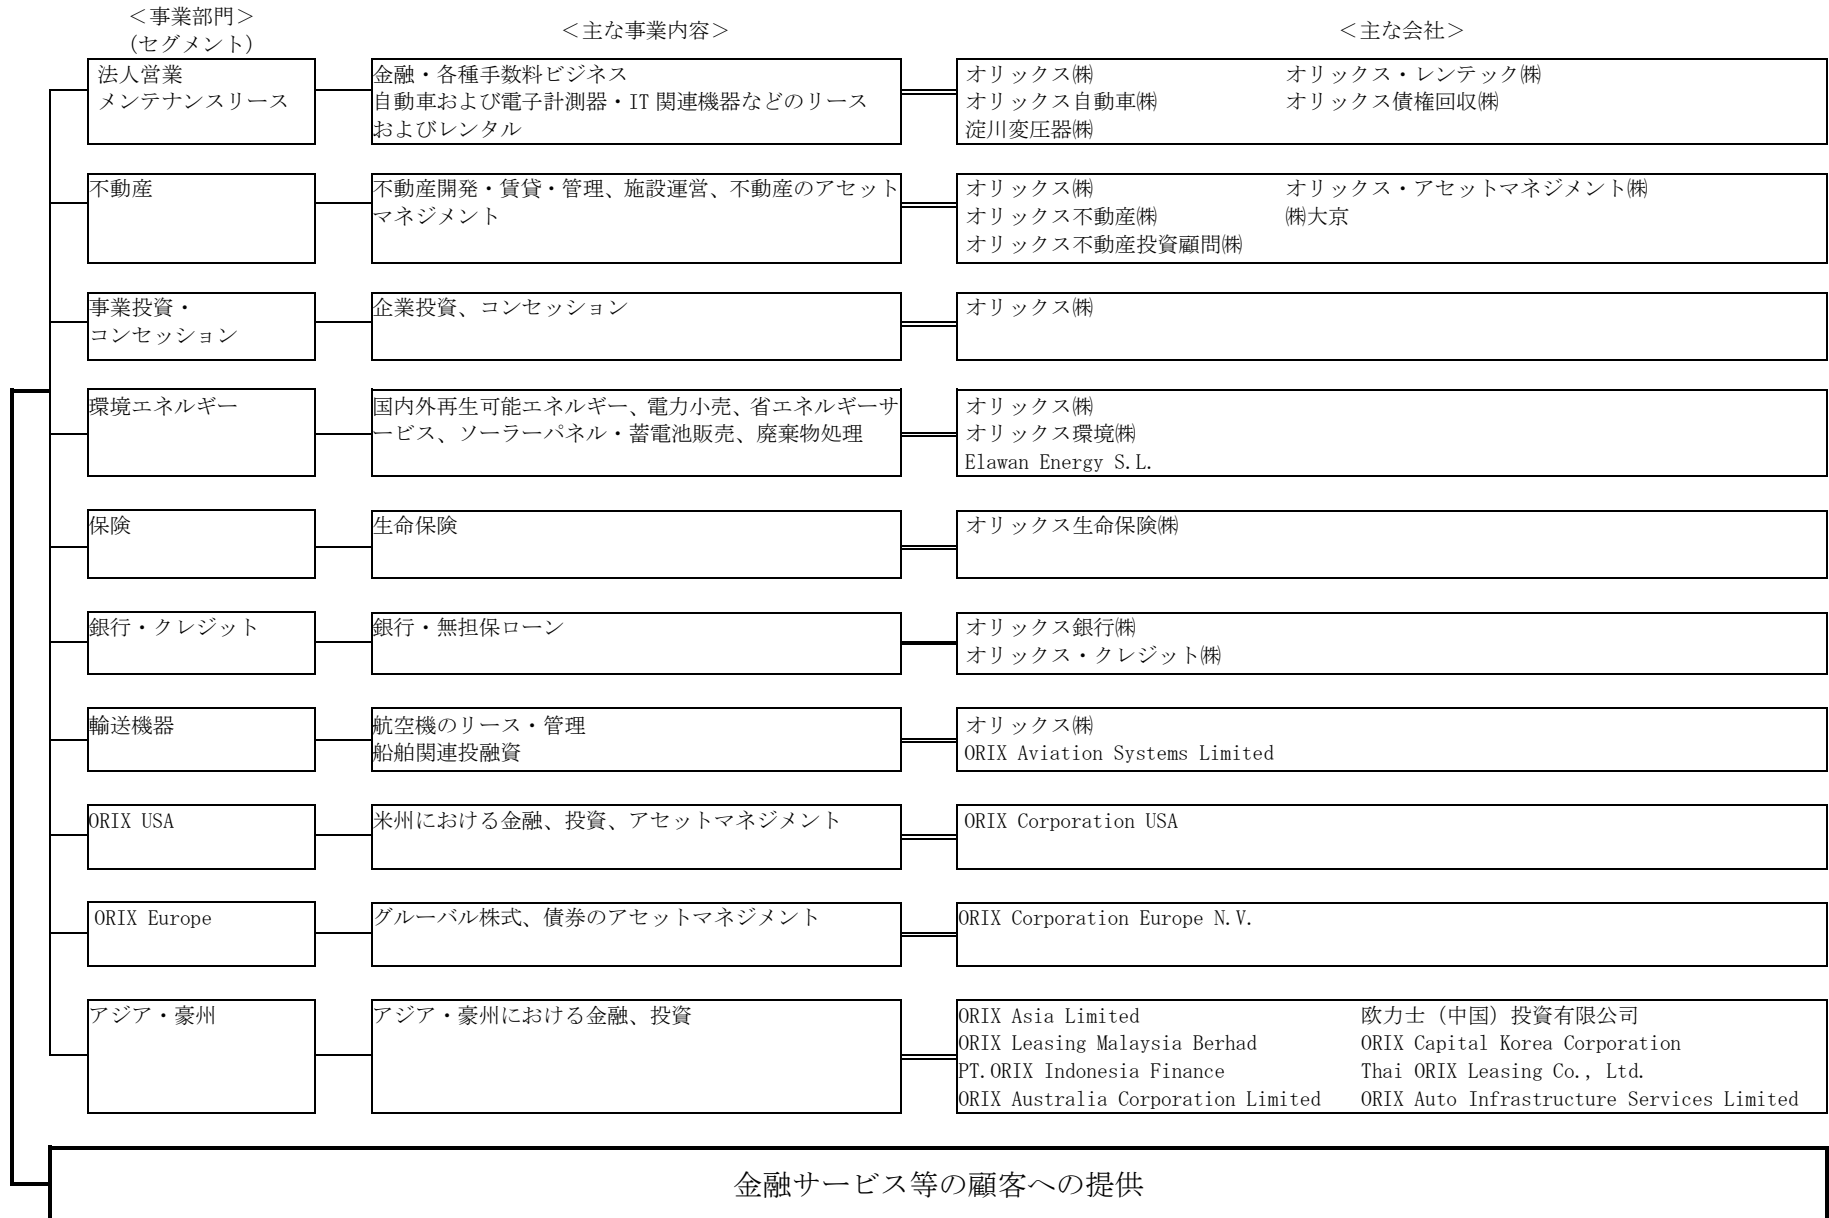 ＜事業部門＞
（セグメント）
＜主な事業内容＞
＜主な会社＞
法人営業
メンテナンスリース
金融・各種手数料ビジネス
自動車および電子計測器・IT 関連機器などのリース
およびレンタル
オリックス㈱ オリックス・レンテック㈱
オリックス自動車㈱ オリックス債権回収㈱
淀川変圧器㈱
不動産
不動産開発・賃貸・管理、施設運営、不動産のアセット
マネジメント
オリックス㈱ オリックス・アセットマネジメント㈱
オリックス不動産㈱ ㈱大京
オリックス不動産投資顧問㈱
事業投資・
コンセッション
企業投資、コンセッション
オリックス㈱
環境エネルギー
国内外再生可能エネルギー、電力小売、省エネルギーサ
ービス、ソーラーパネル・蓄電池販売、廃棄物処理
オリックス㈱
オリックス環境㈱
Elawan Energy S.L.
保険
生命保険
オリックス生命保険㈱
銀行・クレジット
銀行・無担保ローン
オリックス銀行㈱
オリックス・クレジット㈱
輸送機器
航空機のリース・管理
船舶関連投融資
オリックス㈱
ORIX Aviation Systems Limited
ORIX USA
米州における金融、投資、アセットマネジメント
ORIX Corporation USA
ORIX Europe
グルーバル株式、債券のアセットマネジメント
ORIX Corporation Europe N.V.
アジア・豪州
アジア・豪州における金融、投資
ORIX Asia Limited 欧力士（中国）投資有限公司
ORIX Leasing Malaysia Berhad ORIX Capital Korea Corporation
PT.ORIX Indonesia Finance Thai ORIX Leasing Co., Ltd.
ORIX Australia Corporation Limited ORIX Auto Infrastructure Services Limited
金融サービス等の顧客への提供